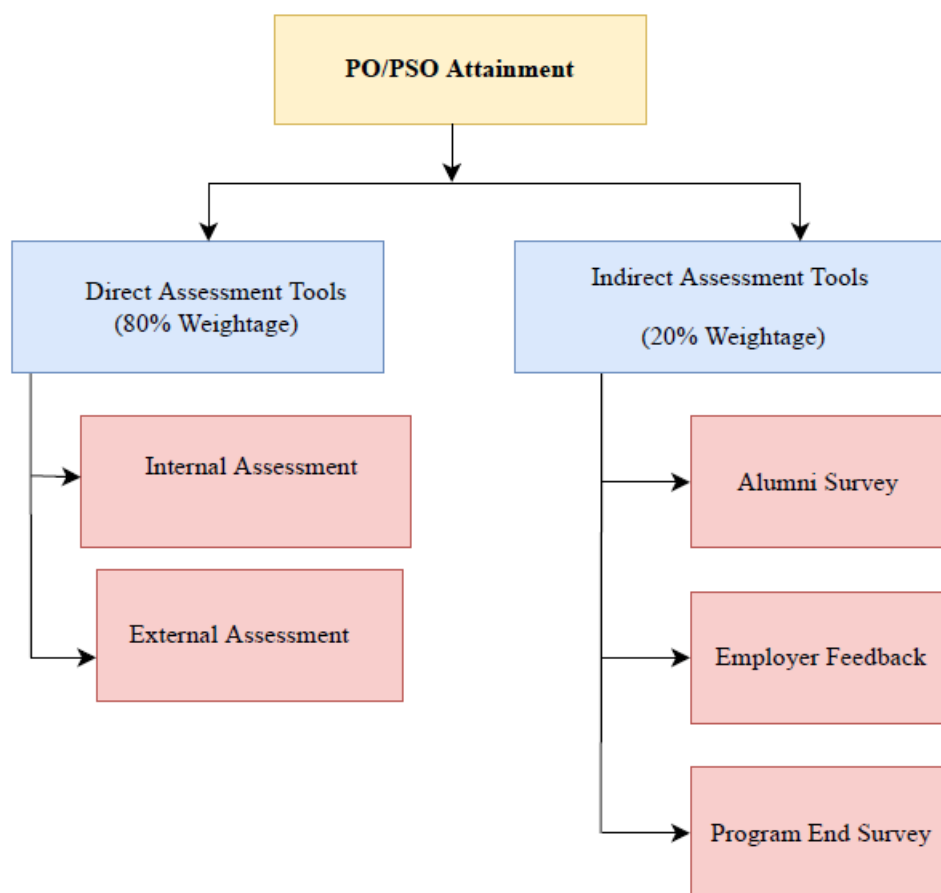 PO/PSO Attainment
Direct Assessment Tools
(80% Weightage)
Indirect Assessment Tools
(20% Weightage)
Internal Assessment
External Assessment
Alumni Survey
Employer Feedback
Program End Survey